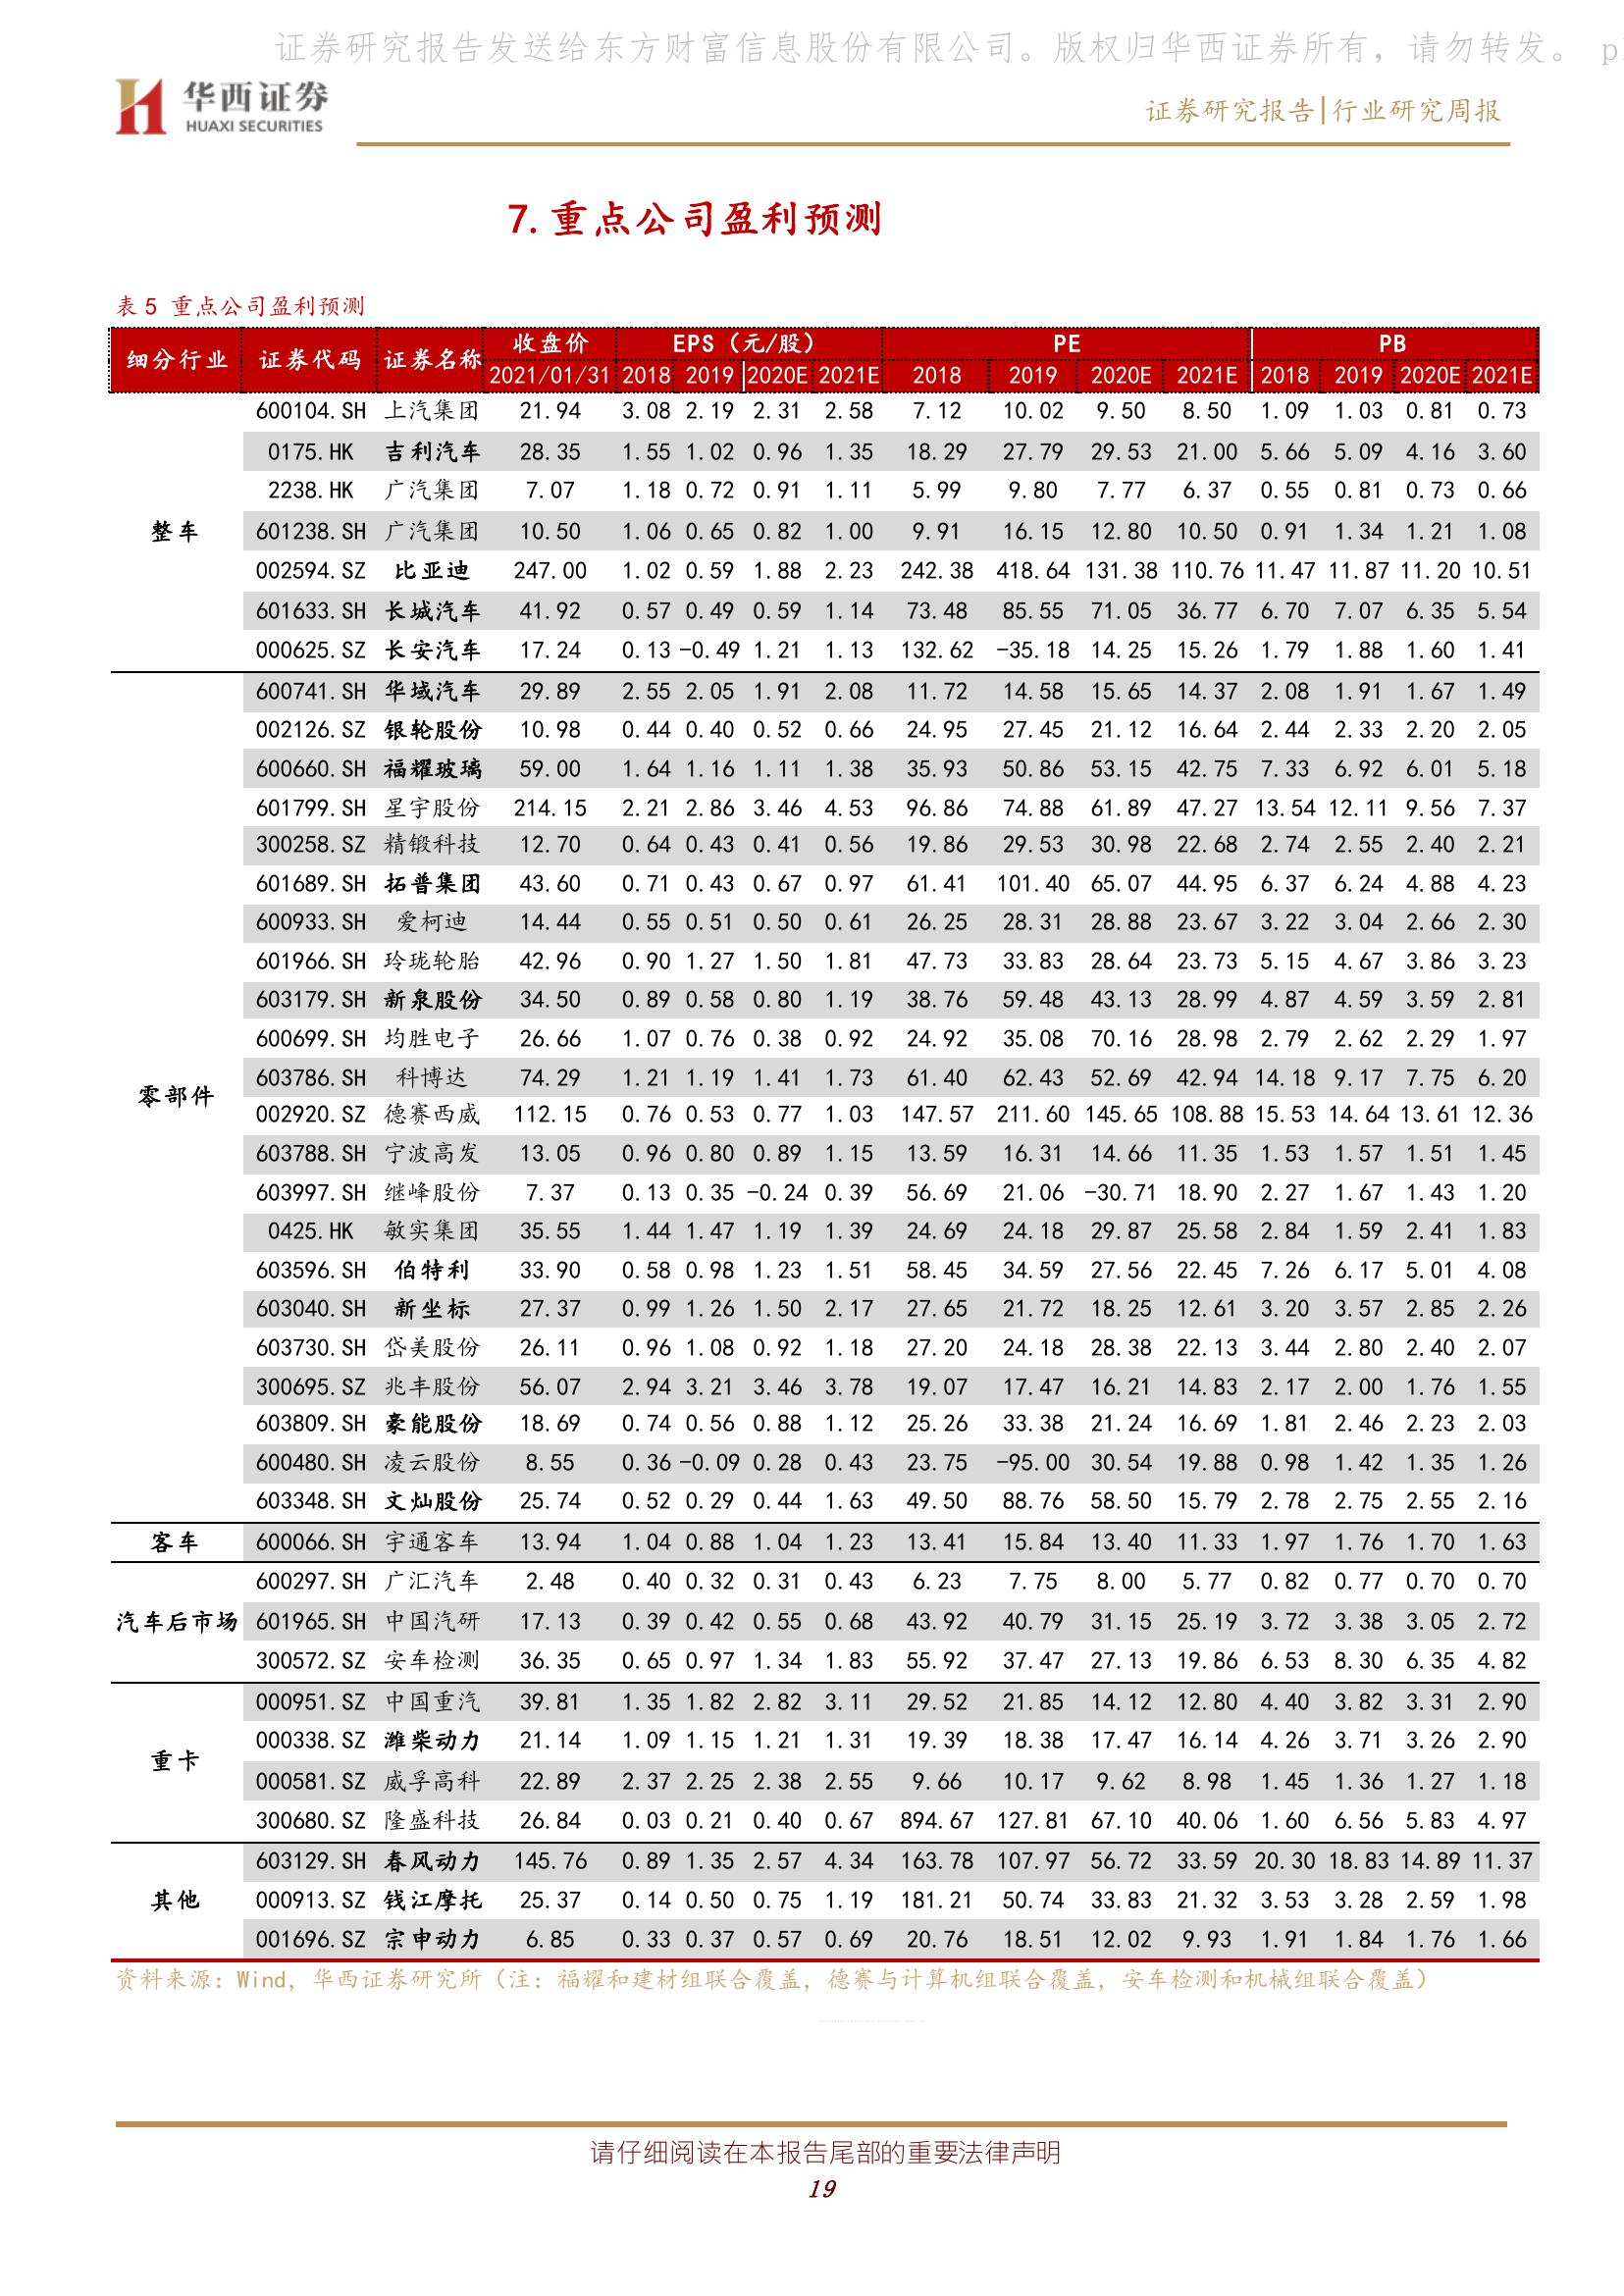 证券研究报告发送给东方财富信息股份有限公司。版权归华西证券所有，请勿转发。 p
华西证券
HUAXI SECURITIES
证券研究报告|行业研究周报
7. 重点公司盈利预测
表 5 重点公司盈利预测
细分行业 证券代码 证券名称 收盘价 EPS（元/股） PE PB
2021/01/31 2018 2019 2020E 2021E 2018 2019 2020E 2021E 2018 2019 2020E 2021E
600104.SH 上汽集团 21.94 3.08 2.19 2.31 2.58 7.12 10.02 9.50 8.50 1.09 1.03 0.81 0.73
0175.HK 吉利汽车 28.35 1.55 1.02 0.96 1.35 18.29 27.79 29.53 21.00 5.66 5.09 4.16 3.60
2238.HK 广汽集团 7.07 1.18 0.72 0.91 1.11 5.99 9.80 7.77 6.37 0.55 0.81 0.73 0.66
整车 601238.SH 广汽集团 10.50 1.06 0.65 0.82 1.00 9.91 16.15 12.80 10.50 0.91 1.34 1.21 1.08
002594.SZ 比亚迪 247.00 1.02 0.59 1.88 2.23 242.38 418.64 131.38 110.76 11.47 11.87 11.20 10.51
601633.SH 长城汽车 41.92 0.57 0.49 0.59 1.14 73.48 85.55 71.05 36.77 6.70 7.07 6.35 5.54
000625.SZ 长安汽车 17.24 0.13 -0.49 1.21 1.13 132.62 -35.18 14.25 15.26 1.79 1.88 1.60 1.41
600741.SH 华域汽车 29.89 2.55 2.05 1.91 2.08 11.72 14.58 15.65 14.37 2.08 1.91 1.67 1.49
002126.SZ 银轮股份 10.98 0.44 0.40 0.52 0.66 24.95 27.45 21.12 16.64 2.44 2.33 2.20 2.05
600660.SH 福耀玻璃 59.00 1.64 1.16 1.11 1.38 35.93 50.86 53.15 42.75 7.33 6.92 6.01 5.18
601799.SH 星宇股份 214.15 2.21 2.86 3.46 4.53 96.86 74.88 61.89 47.27 13.54 12.11 9.56 7.37
300258.SZ 精锻科技 12.70 0.64 0.43 0.41 0.56 19.86 29.53 30.98 22.68 2.74 2.55 2.40 2.21
601689.SH 拓普集团 43.60 0.71 0.43 0.67 0.97 61.41 101.40 65.07 44.95 6.37 6.24 4.88 4.23
600933.SH 爱柯迪 14.44 0.55 0.51 0.50 0.61 26.25 28.31 28.88 23.67 3.22 3.04 2.66 2.30
601966.SH 玲珑轮胎 42.96 0.90 1.27 1.50 1.81 47.73 33.83 28.64 23.73 5.15 4.67 3.86 3.23
603179.SH 新泉股份 34.50 0.89 0.58 0.80 1.19 38.76 59.48 43.13 28.99 4.87 4.59 3.59 2.81
600699.SH 均胜电子 26.66 1.07 0.76 0.38 0.92 24.92 35.08 70.16 28.98 2.79 2.62 2.29 1.97
零部件 603786.SH 科博达 74.29 1.21 1.19 1.41 1.73 61.40 62.43 52.69 42.94 14.18 9.17 7.75 6.20
002920.SZ 德赛西威 112.15 0.76 0.53 0.77 1.03 147.57 211.60 145.65 108.88 15.53 14.64 13.61 12.36
603788.SH 宁波高发 13.05 0.96 0.80 0.89 1.15 13.59 16.31 14.66 11.35 1.53 1.57 1.51 1.45
603997.SH 继峰股份 7.37 0.13 0.35 -0.24 0.39 56.69 21.06 -30.71 18.90 2.27 1.67 1.43 1.20
0425.HK 敏实集团 35.55 1.44 1.47 1.19 1.39 24.69 24.18 29.87 25.58 2.84 1.59 2.41 1.83
603596.SH 伯特利 33.90 0.58 0.98 1.23 1.51 58.45 34.59 27.56 22.45 7.26 6.17 5.01 4.08
603040.SH 新坐标 27.37 0.99 1.26 1.50 2.17 27.65 21.72 18.25 12.61 3.20 3.57 2.85 2.26
603730.SH 岱美股份 26.11 0.96 1.08 0.92 1.18 27.20 24.18 28.38 22.13 3.44 2.80 2.40 2.07
300695.SZ 兆丰股份 56.07 2.94 3.21 3.46 3.78 19.07 17.47 16.21 14.83 2.17 2.00 1.76 1.55
603809.SH 豪能股份 18.69 0.74 0.56 0.88 1.12 25.26 33.38 21.24 16.69 1.81 2.46 2.23 2.03
600480.SH 凌云股份 8.55 0.36 -0.09 0.28 0.43 23.75 -95.00 30.54 19.88 0.98 1.42 1.35 1.26
603348.SH 文灿股份 25.74 0.52 0.29 0.44 1.63 49.50 88.76 58.50 15.79 2.78 2.75 2.55 2.16
客车 600066.SH 宇通客车 13.94 1.04 0.88 1.04 1.23 13.41 15.84 13.40 11.33 1.97 1.76 1.70 1.63
600297.SH 广汇汽车 2.48 0.40 0.32 0.31 0.43 6.23 7.75 8.00 5.77 0.82 0.77 0.70 0.70
汽车后市场 601965.SH 中国汽研 17.13 0.39 0.42 0.55 0.68 43.92 40.79 31.15 25.19 3.72 3.38 3.05 2.72
300572.SZ 安车检测 36.35 0.65 0.97 1.34 1.83 55.92 37.47 27.13 19.86 6.53 8.30 6.35 4.82
000951.SZ 中国重汽 39.81 1.35 1.82 2.82 3.11 29.52 21.85 14.12 12.80 4.40 3.82 3.31 2.90
000338.SZ 潍柴动力 21.14 1.09 1.15 1.21 1.31 19.39 18.38 17.47 16.14 4.26 3.71 3.26 2.90
重卡 000581.SZ 威孚高科 22.89 2.37 2.25 2.38 2.55 9.66 10.17 9.62 8.98 1.45 1.36 1.27 1.18
300680.SZ 隆盛科技 26.84 0.03 0.21 0.40 0.67 894.67 127.81 67.10 40.06 1.60 6.56 5.83 4.97
603129.SH 春风动力 145.76 0.89 1.35 2.57 4.34 163.78 107.97 56.72 33.59 20.30 18.83 14.89 11.37
其他 000913.SZ 钱江摩托 25.37 0.14 0.50 0.75 1.19 181.21 50.74 33.83 21.32 3.53 3.28 2.59 1.98
001696.SZ 宗申动力 6.85 0.33 0.37 0.57 0.69 20.76 18.51 12.02 9.93 1.91 1.84 1.76 1.66
资料来源：Wind，华西证券研究所（注：福耀和建材组联合覆盖，德赛与计算机组联合覆盖，安车检测和机械组联合覆盖）
请仔细阅读在本报告尾部的重要法律声明
19